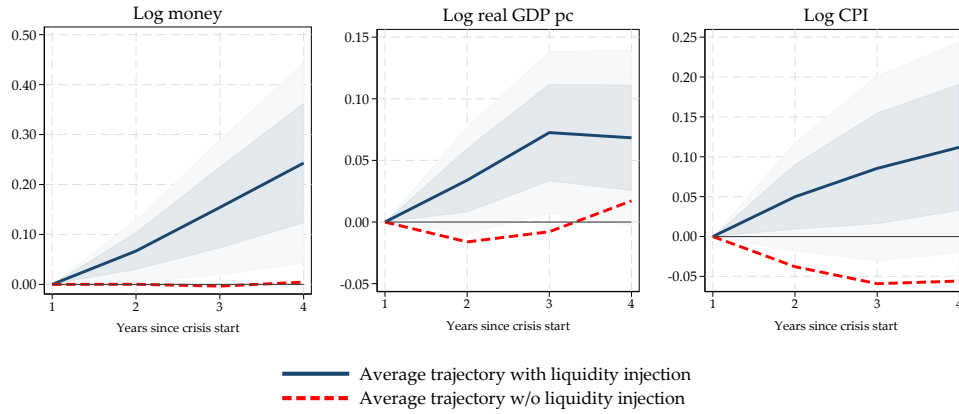 Log money
Log real GDP pc
Log CPI
0.50
0.40
0.30
0.20
0.10
0.00
1 2 3 4
Years since crisis start
0.15
0.10
0.05
0.00
-0.05
1 2 3 4
Years since crisis start
0.25
0.20
0.15
0.10
0.05
0.00
-0.05
1 2 3 4
Years since crisis start
Average trajectory with liquidity injection
Average trajectory w/o liquidity injection